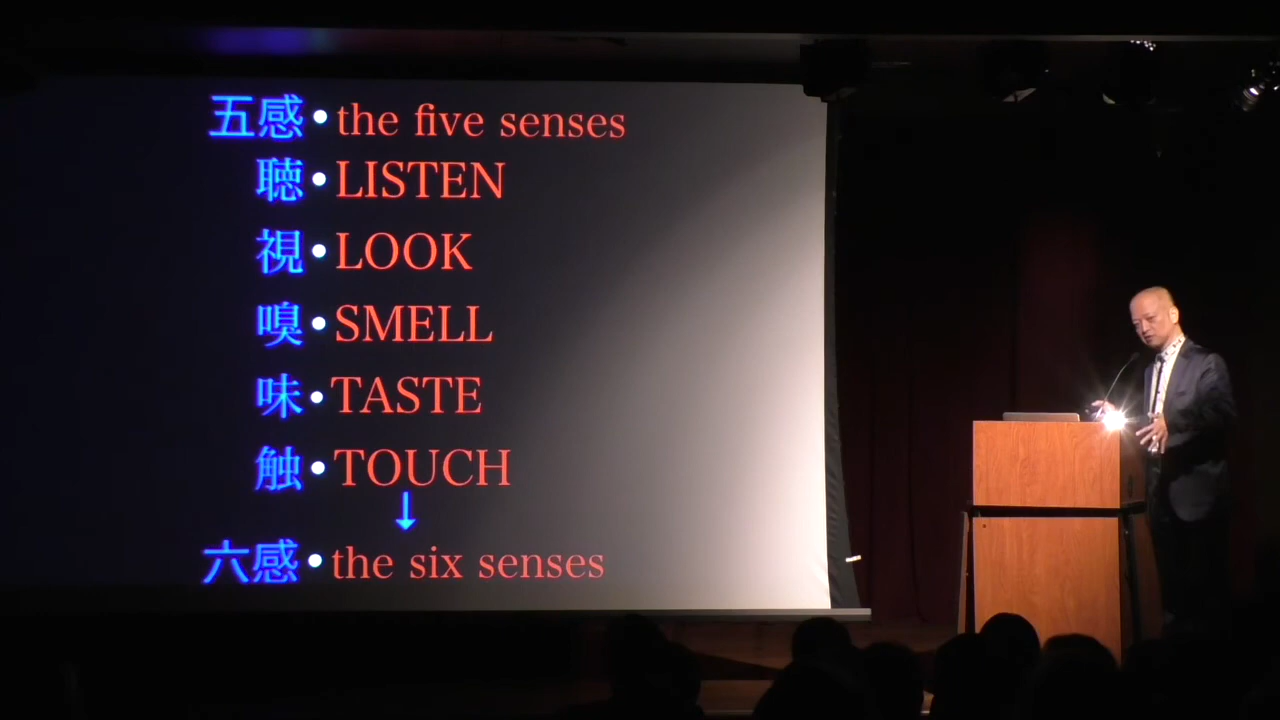 五感•the five senses
聴•LISTEN
視•LOOK
嗅•SMELL
味•TASTE
触•TOUCH
↓
六感•the six senses